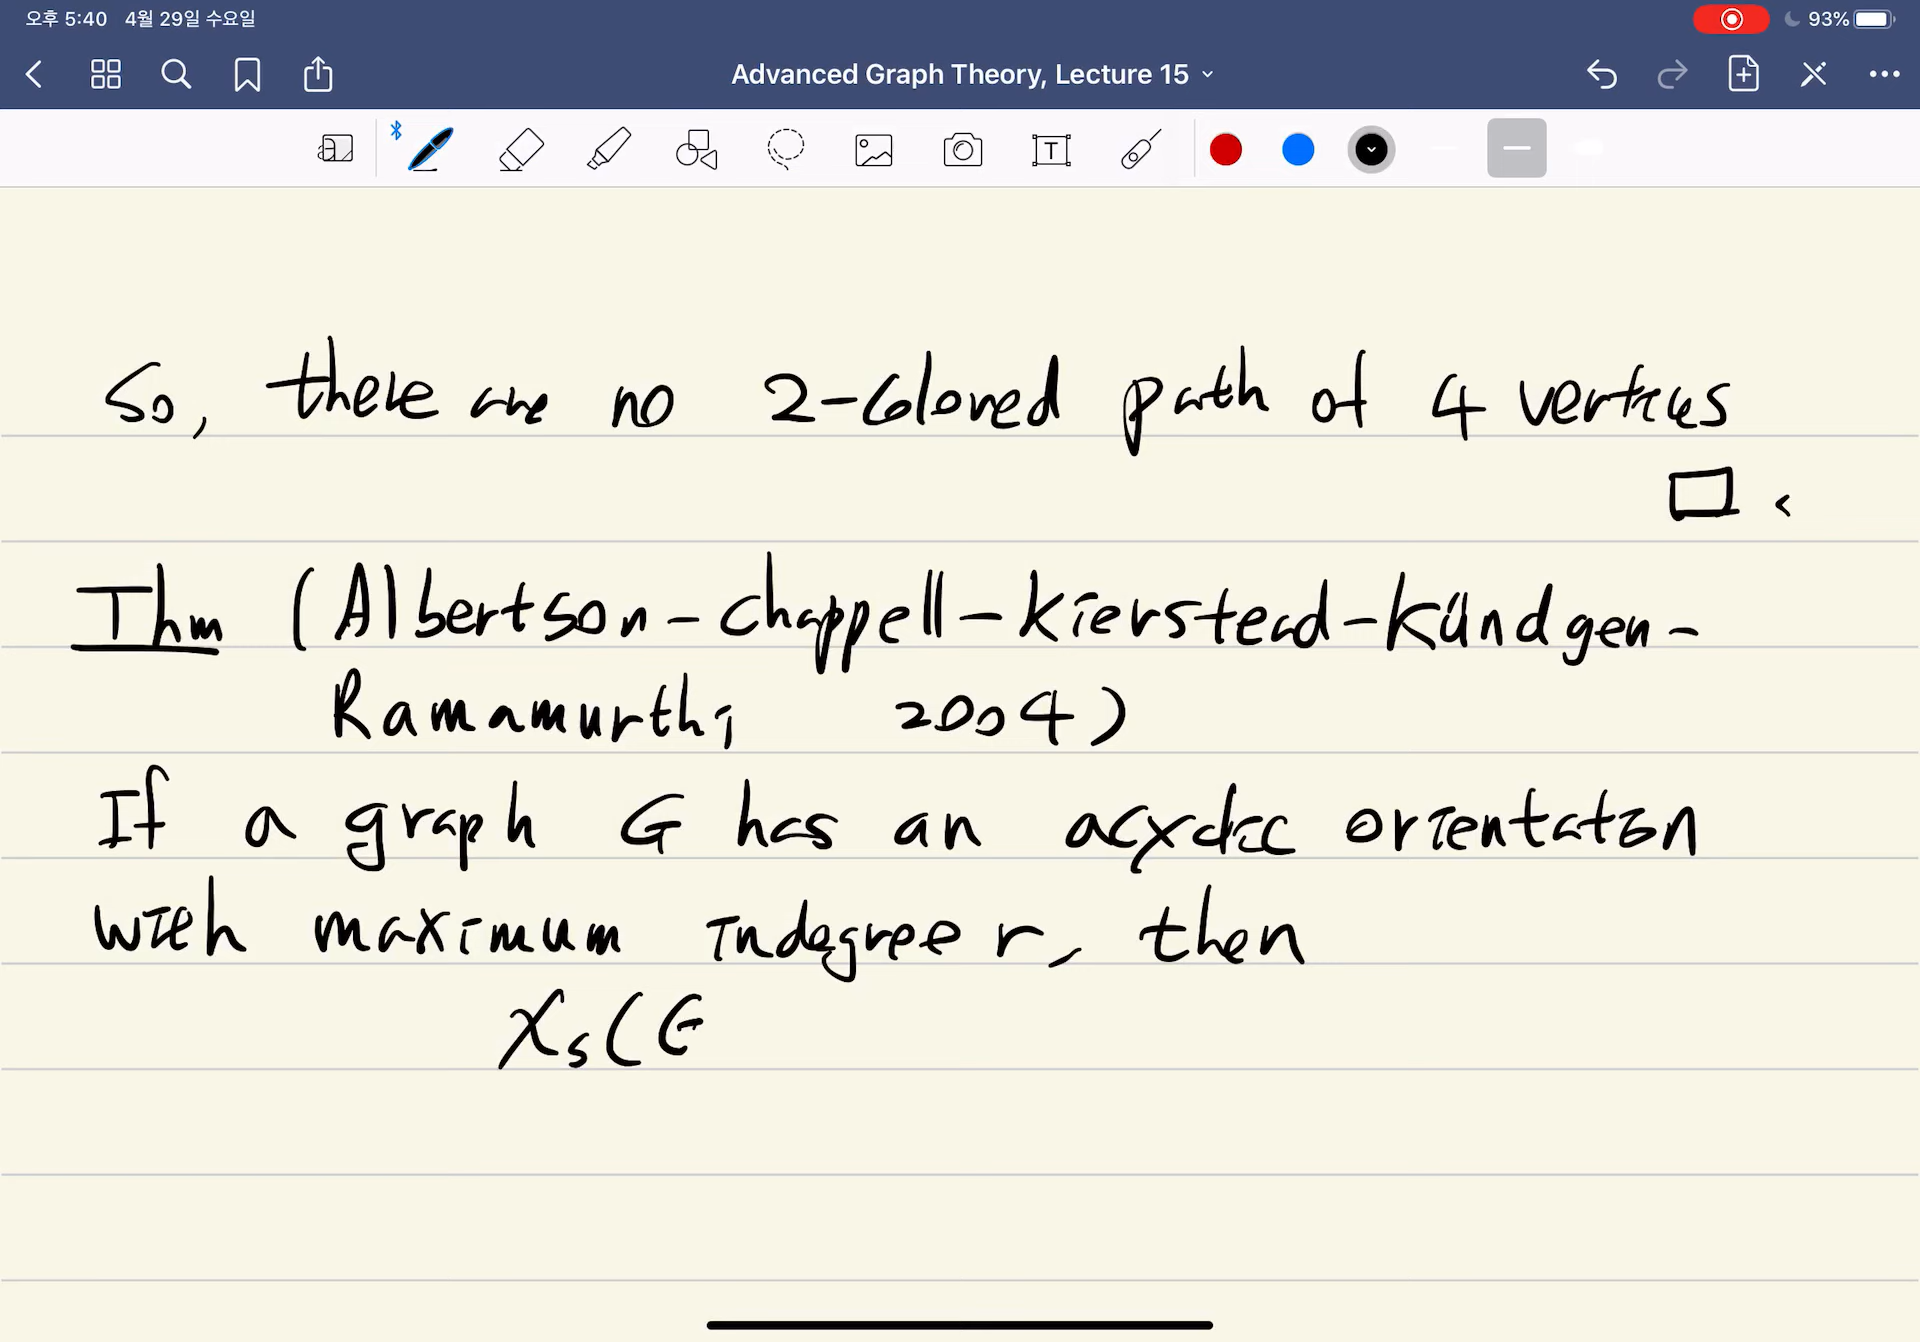 오후 5:40 4월 29일 수요일 93%
Advanced Graph Theory, Lecture 15
So, there are no 2-colored path of 4 vertices
□.
Thm (Albertson-Chappell-Kierstead-Kündgen-
Ramamurthi 2004)
If a graph G has an acyclic orientation
with maximum indegree r, then
χs(G